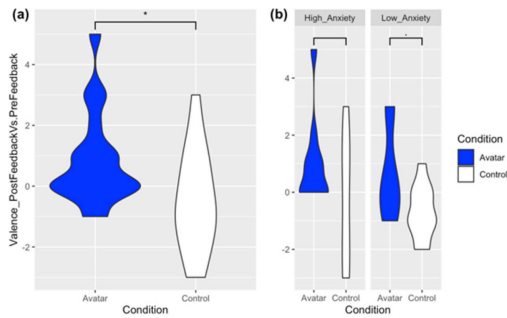 (a)
*
Valence_PostFeedbackVs.PreFeedback
4
2
0
-2
Avatar
Control
Condition
(b)
High_Anxiety
Low_Anxiety
.
4
2
0
-2
Avatar Control
Avatar Control
Condition
Condition
Avatar
Control